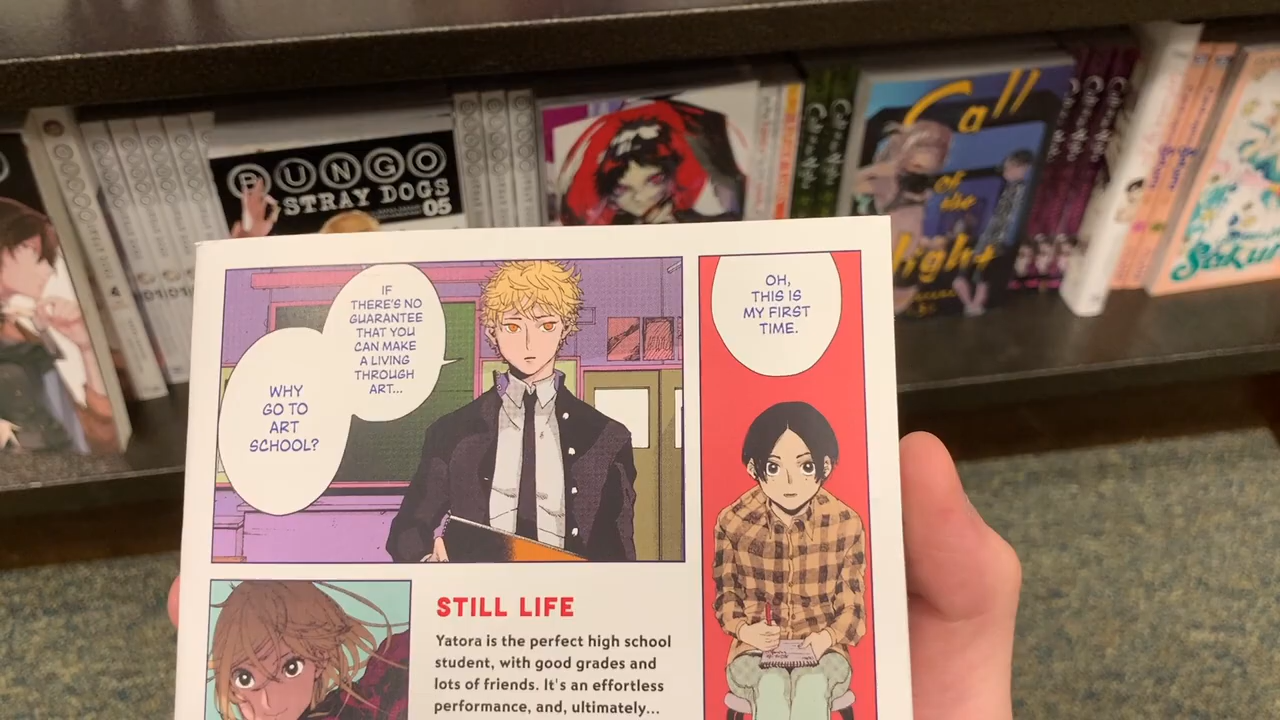 BUNGO
STRAY DOGS
05
Call
of
the
Night
Sakur
IF
THERE'S NO
GUARANTEE
THAT YOU
CAN MAKE
A LIVING
THROUGH
ART...
WHY
GO TO
ART
SCHOOL?
OH,
THIS IS
MY FIRST
TIME.
STILL LIFE
Yatora is the perfect high school
student, with good grades and
lots of friends. It's an effortless
performance, and, ultimately...